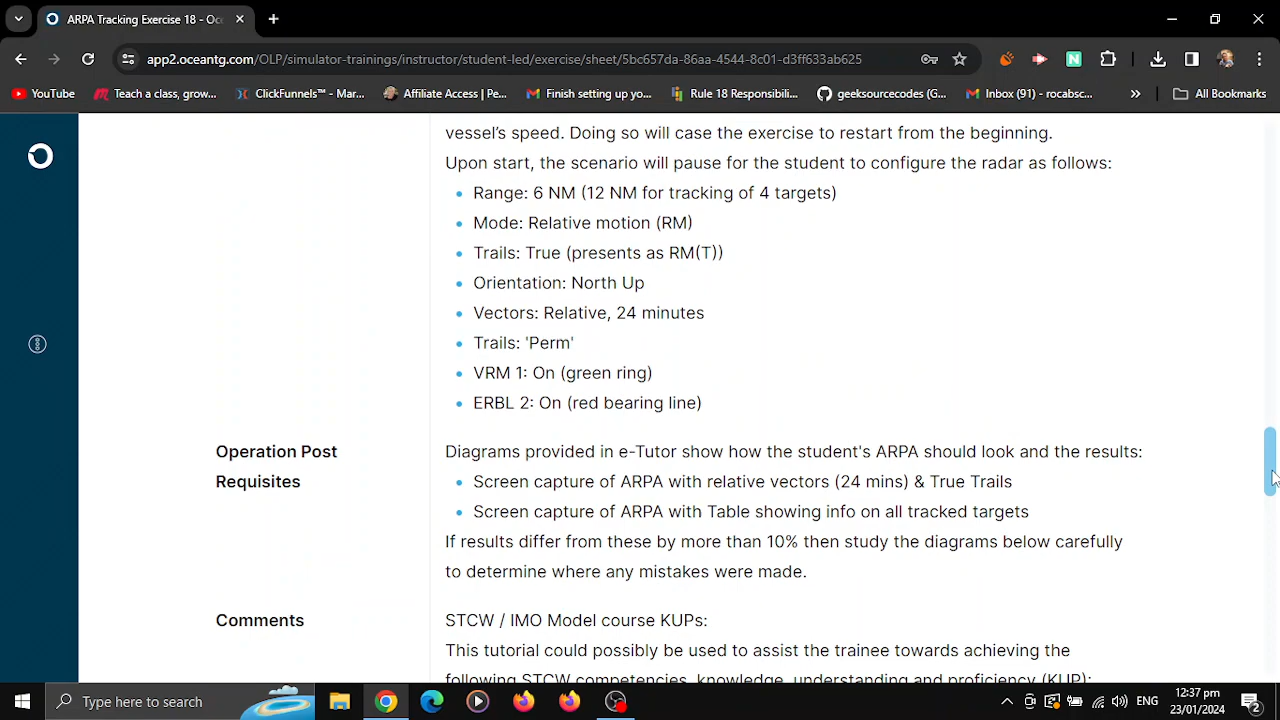 ARPA Tracking Exercise 18 - Oce
app2.oceantg.com/OLP/simulator-trainings/instructor/student-led/exercise/sheet/5bc657da-86aa-4544-8c01-d3ff633ab625
YouTube Teach a class, grow... ClickFunnels™ - Mar... Affiliate Access | Pe... Finish setting up yo... Rule 18 Responsibili... geeksourcecodes (G... Inbox (91) - rocabsc... » All Bookmarks
vessel's speed. Doing so will case the exercise to restart from the beginning.
Upon start, the scenario will pause for the student to configure the radar as follows:
• Range: 6 NM (12 NM for tracking of 4 targets)
• Mode: Relative motion (RM)
• Trails: True (presents as RM(T))
• Orientation: North Up
• Vectors: Relative, 24 minutes
• Trails: 'Perm'
• VRM 1: On (green ring)
• ERBL 2: On (red bearing line)
Operation Post
Requisites
Diagrams provided in e-Tutor show how the student's ARPA should look and the results:
• Screen capture of ARPA with relative vectors (24 mins) & True Trails
• Screen capture of ARPA with Table showing info on all tracked targets
If results differ from these by more than 10% then study the diagrams below carefully
to determine where any mistakes were made.
Comments
STCW / IMO Model course KUPs:
This tutorial could possibly be used to assist the trainee towards achieving the
following STCW competencies, knowledge, understanding and proficiency (KUP):
Type here to search
ENG
12:37 pm
23/01/2024
2